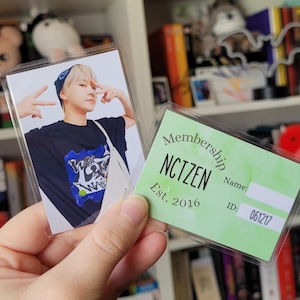 Membership
NCTZEN
Est. 2016
Name:
ID: 061217